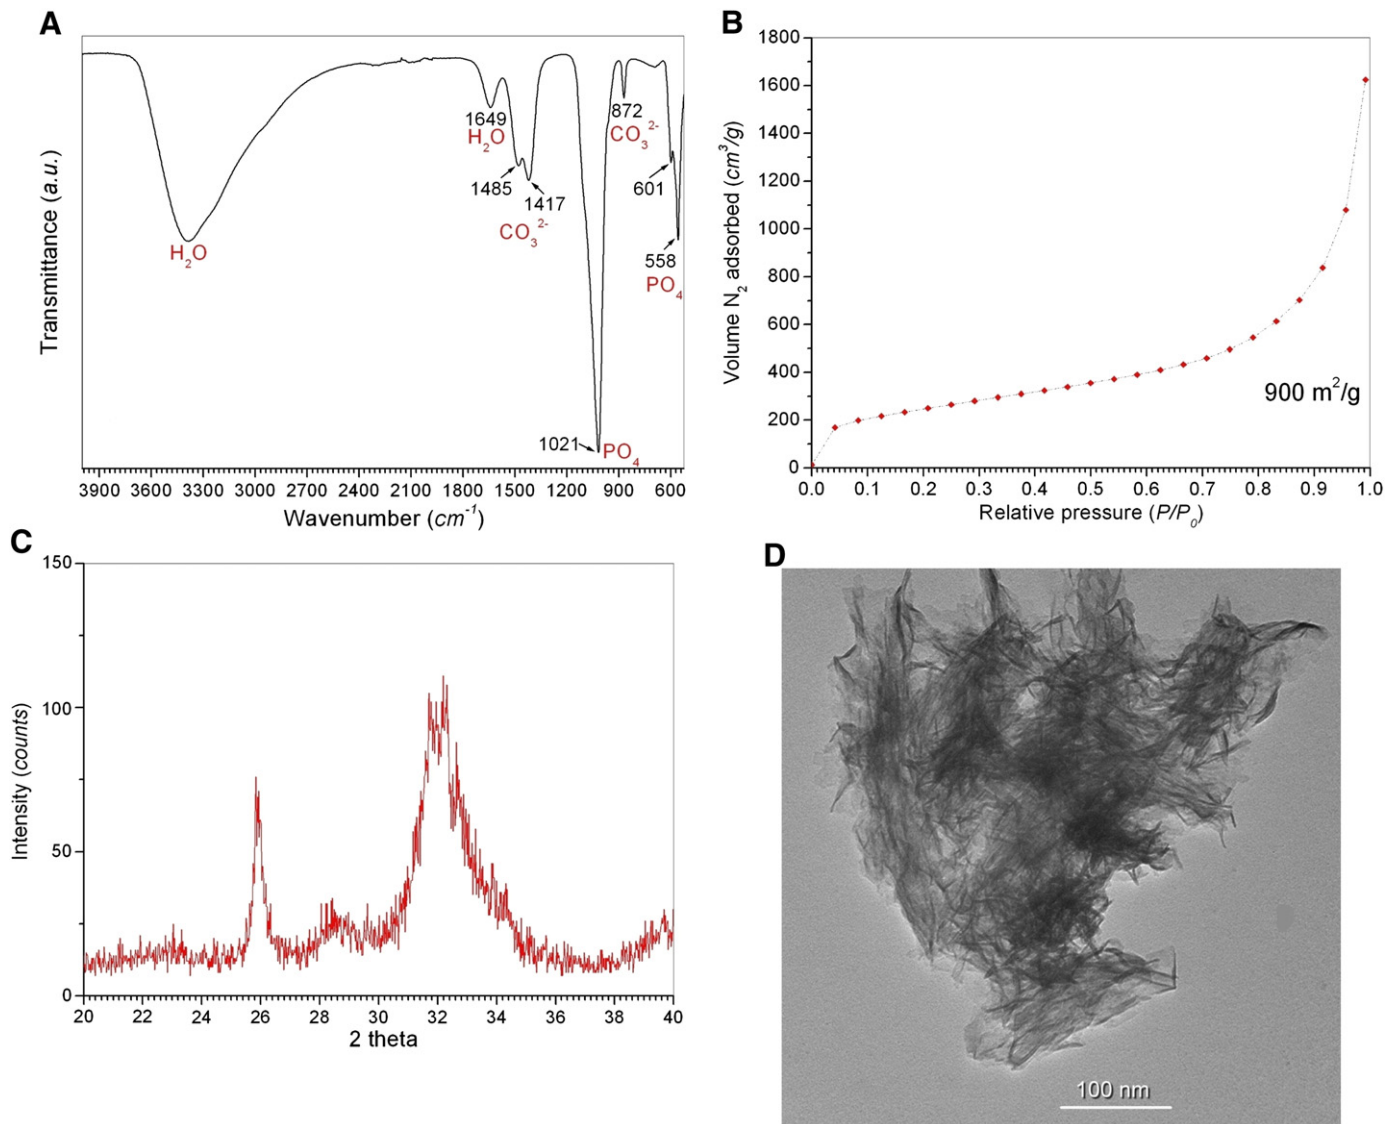 A
Transmittance (a.u.)
H₂O
1649
H₂O
1485
1417
CO₃²⁻
1021
PO₄
872
CO₃²⁻
601
558
PO₄
3900 3600 3300 3000 2700 2400 2100 1800 1500 1200 900 600
Wavenumber (cm⁻¹)
B
Volume N₂ adsorbed (cm³/g)
1800
1600
1400
1200
1000
800
600
400
200
0
900 m²/g
0.0 0.1 0.2 0.3 0.4 0.5 0.6 0.7 0.8 0.9 1.0
Relative pressure (P/P₀)
C
Intensity (counts)
150
100
50
0
20 22 24 26 28 30 32 34 36 38 40
2 theta
D
100 nm